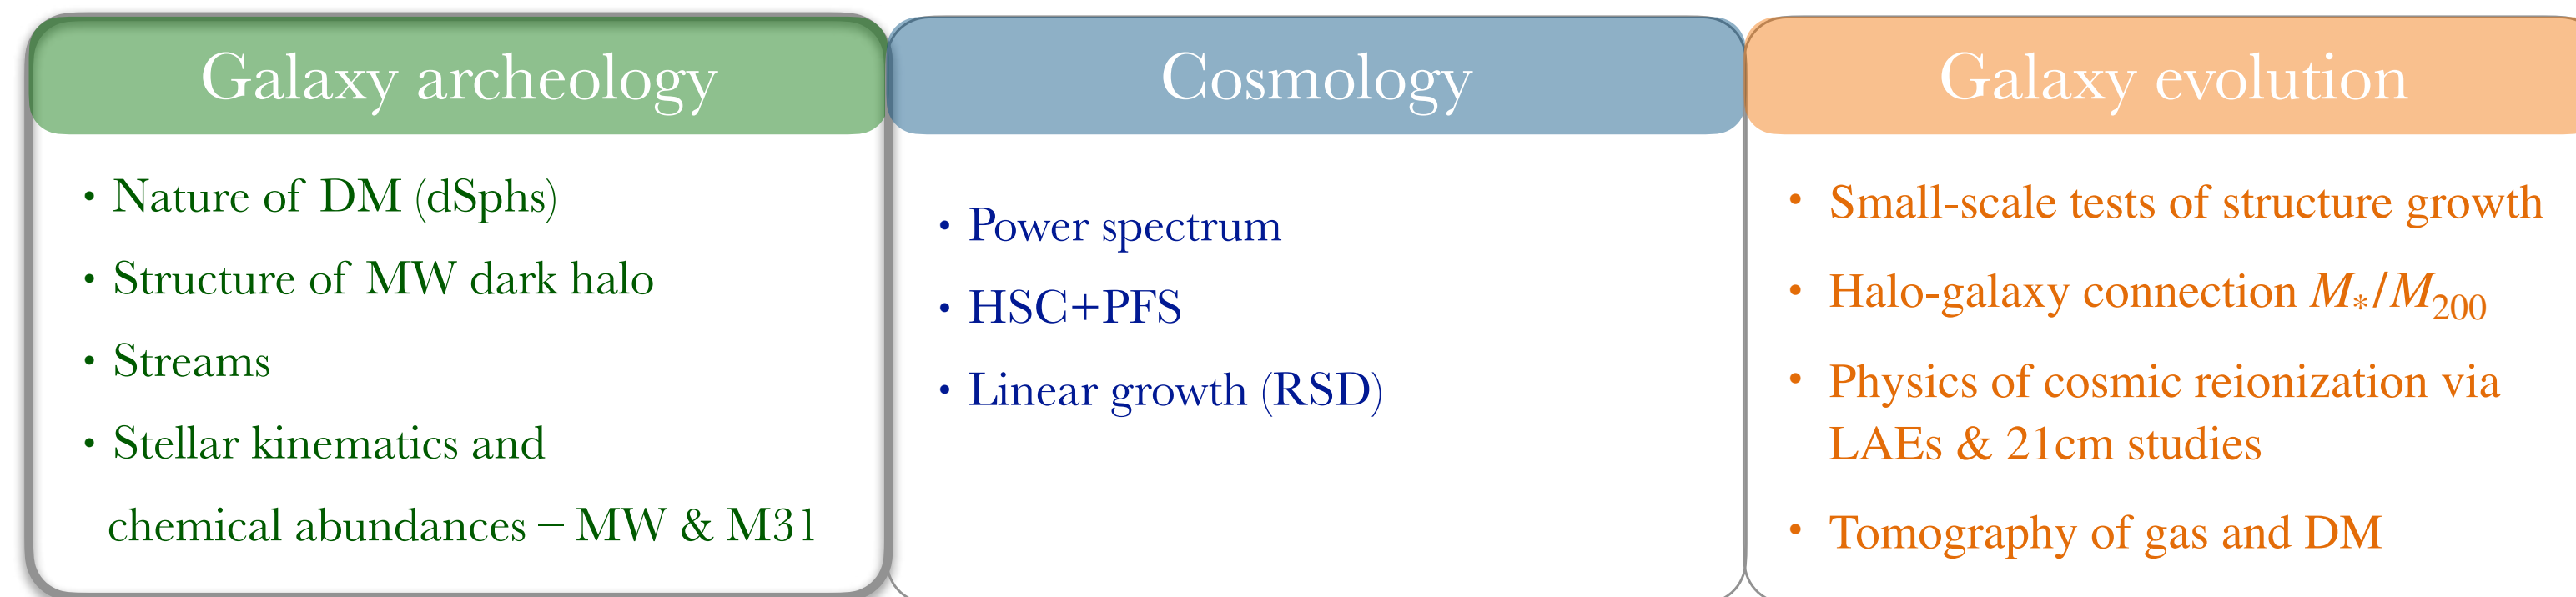 Galaxy archeology
• Nature of DM (dSphs)
• Structure of MW dark halo
• Streams
• Stellar kinematics and
chemical abundances – MW & M31
Cosmology
• Power spectrum
• HSC+PFS
• Linear growth (RSD)
Galaxy evolution
• Small-scale tests of structure growth
• Halo-galaxy connection M*/M200
• Physics of cosmic reionization via
LAEs & 21cm studies
• Tomography of gas and DM